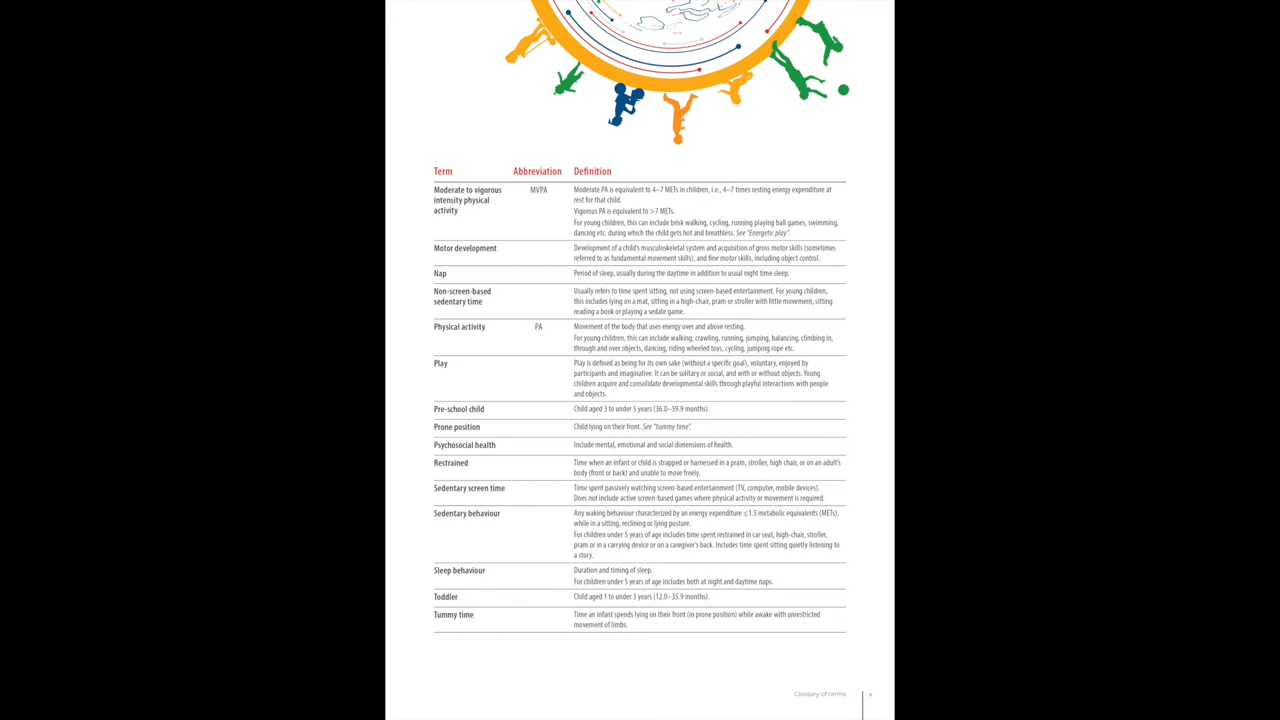 Term Abbreviation Definition
Moderate to vigorous intensity physical activity MVPA Moderate PA is equivalent to 4–7 METs in children, i.e., 4–7 times resting energy expenditure at
rest for that child.
Vigorous PA is equivalent to >7 METs.
For young children, this can include brisk walking, cycling, running playing ball games, swimming,
dancing etc. during which the child gets hot and breathless. See "Energetic play".
Motor development Development of a child's musculoskeletal system and acquisition of gross motor skills (sometimes
referred to as fundamental movement skills), and fine motor skills, including object control.
Nap Period of sleep, usually during the daytime in addition to usual night time sleep.
Non-screen-based sedentary time Usually refers to time spent sitting, not using screen-based entertainment. For young children,
this includes lying on a mat, sitting in a high-chair, pram or stroller with little movement, sitting
reading a book or playing a sedate game.
Physical activity PA Movement of the body that uses energy over and above resting.
For young children, this can include walking, crawling, running, jumping, balancing, climbing in,
through and over objects, dancing, riding wheeled toys, cycling, jumping rope etc.
Play Play is defined as being for its own sake (without a specific goal), voluntary, enjoyed by
participants and imaginative. It can be solitary or social, and with or without objects. Young
children acquire and consolidate developmental skills through playful interactions with people
and objects.
Pre-school child Child aged 3 to under 5 years (36.0–59.9 months).
Prone position Child lying on their front. See "tummy time".
Psychosocial health Include mental, emotional and social dimensions of health.
Restrained Time when an infant or child is strapped or harnessed in a pram, stroller, high chair, or on an adult's
body (front or back) and unable to move freely.
Sedentary screen time Time spent passively watching screen-based entertainment (TV, computer, mobile devices).
Does not include active screen-based games where physical activity or movement is required.
Sedentary behaviour Any waking behaviour characterized by an energy expenditure ≤1.5 metabolic equivalents (METs),
while in a sitting, reclining or lying posture.
For children under 5 years of age includes time spent restrained in car seat, high-chair, stroller,
pram or in a carrying device or on a caregiver's back. Includes time spent sitting quietly listening to
a story.
Sleep behaviour Duration and timing of sleep.
For children under 5 years of age includes both at night and daytime naps.
Toddler Child aged 1 to under 3 years (12.0–35.9 months).
Tummy time Time an infant spends lying on their front (in prone position) while awake with unrestricted
movement of limbs.
Glossary of terms v